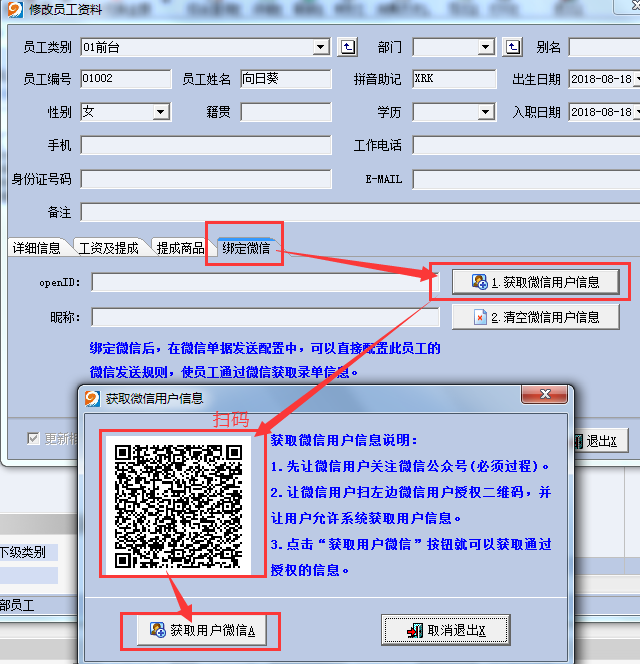 修改员工资料
员工类别 01前台 部门 别名
员工编号 01002 员工姓名 向日葵 拼音助记 XRK 出生日期 2018-08-18
性别 女 籍贯 学历 入职日期 2018-08-18
手机 工作电话
身份证号码 E-MAIL
备注
详细信息 工资及提成 提成商品 绑定微信
openID: 1.获取微信用户信息
昵称: 2.清空微信用户信息
绑定微信后，在微信单据发送配置中，可以直接配置此员工的
微信发送规则，使员工通过微信获取录单信息。
获取微信用户信息
扫码
更新相
退出X
获取微信用户信息说明：
1.先让微信用户关注微信公众号(必须过程)。
2.让微信用户扫左边微信用户授权二维码，并
让用户允许系统获取用户信息。
3.点击“获取用户微信”按钮就可以获取通过
授权的信息。
下级类别
部员工
获取用户微信A 取消退出X